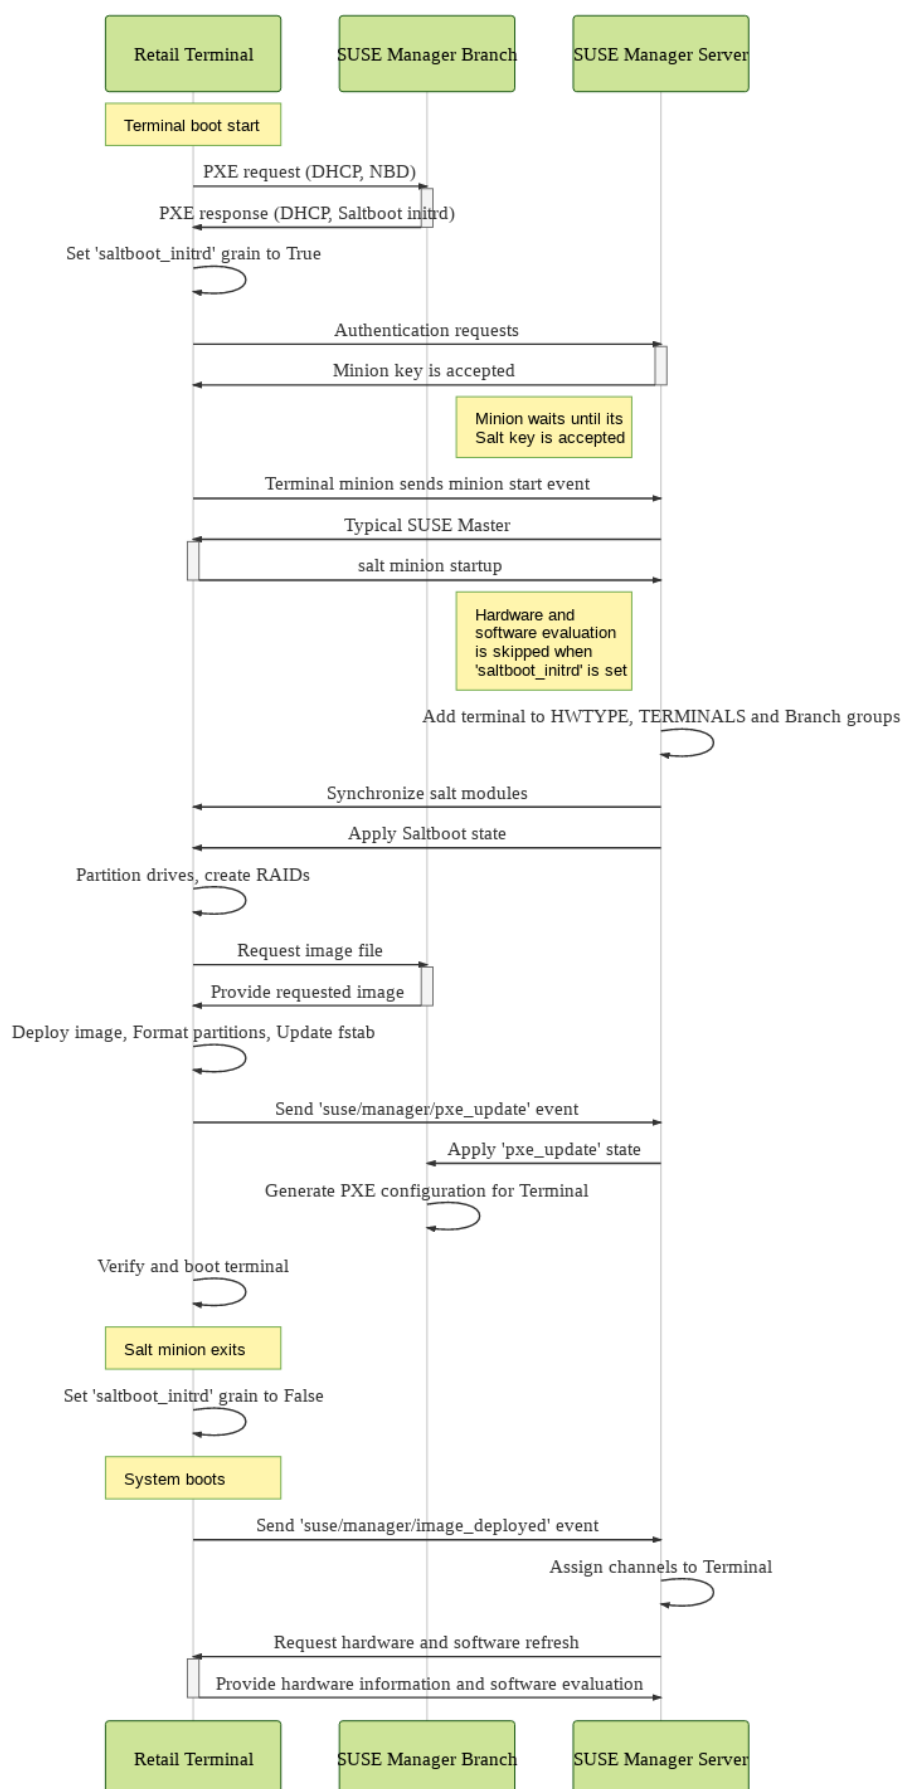 Retail Terminal
SUSE Manager Branch
SUSE Manager Server
Terminal boot start
PXE request (DHCP, NBD)
PXE response (DHCP, Saltboot initrd)
Set 'saltboot_initrd' grain to True
Authentication requests
Minion key is accepted
Minion waits until its
Salt key is accepted
Terminal minion sends minion start event
Typical SUSE Master
salt minion startup
Hardware and
software evaluation
is skipped when
'saltboot_initrd' is set
Add terminal to HWTYPE, TERMINALS and Branch groups
Synchronize salt modules
Apply Saltboot state
Partition drives, create RAIDs
Request image file
Provide requested image
Deploy image, Format partitions, Update fstab
Send 'suse/manager/pxe_update' event
Apply 'pxe_update' state
Generate PXE configuration for Terminal
Verify and boot terminal
Salt minion exits
Set 'saltboot_initrd' grain to False
System boots
Send 'suse/manager/image_deployed' event
Assign channels to Terminal
Request hardware and software refresh
Provide hardware information and software evaluation
Retail Terminal
SUSE Manager Branch
SUSE Manager Server